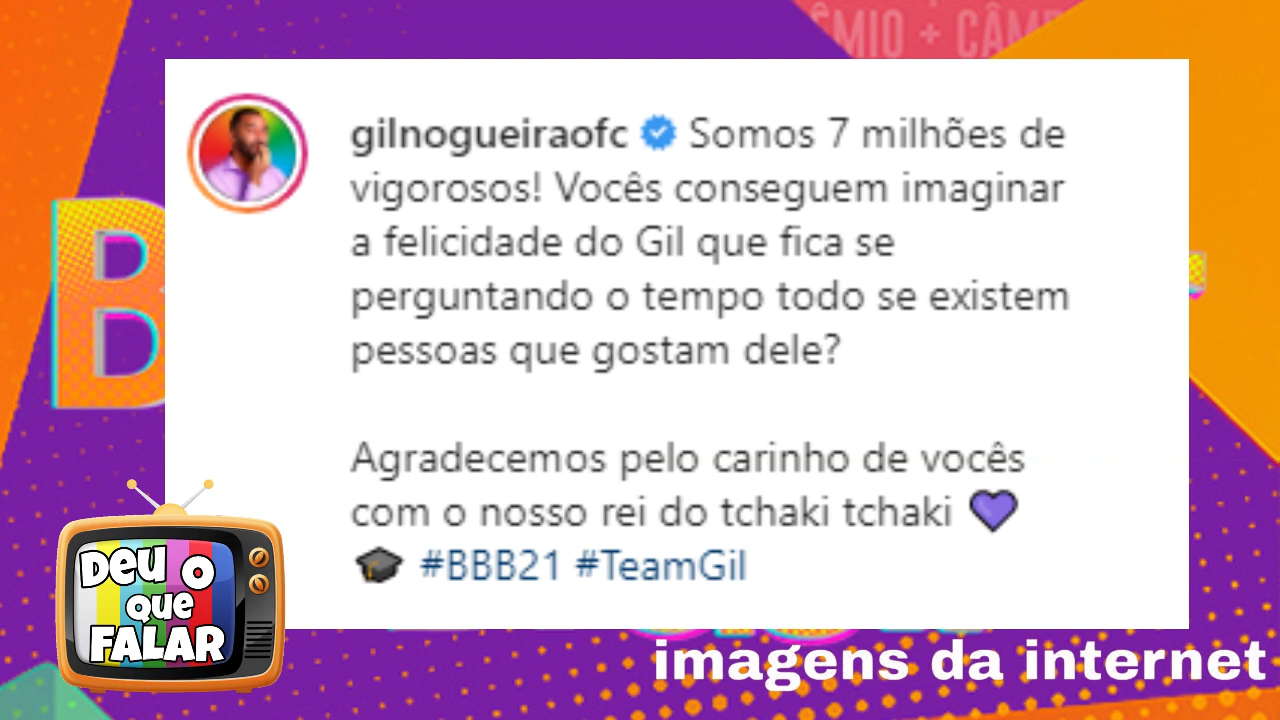 ÊMIO + CÂM
B
gilnogueiraofc Somos 7 milhões de
vigorosos! Vocês conseguem imaginar
a felicidade do Gil que fica se
perguntando o tempo todo se existem
pessoas que gostam dele?
Agradecemos pelo carinho de vocês
com o nosso rei do tchaki tchaki 💜
🎓 #BBB21 #TeamGil
DEU O
que
FALAR
imagens da internet